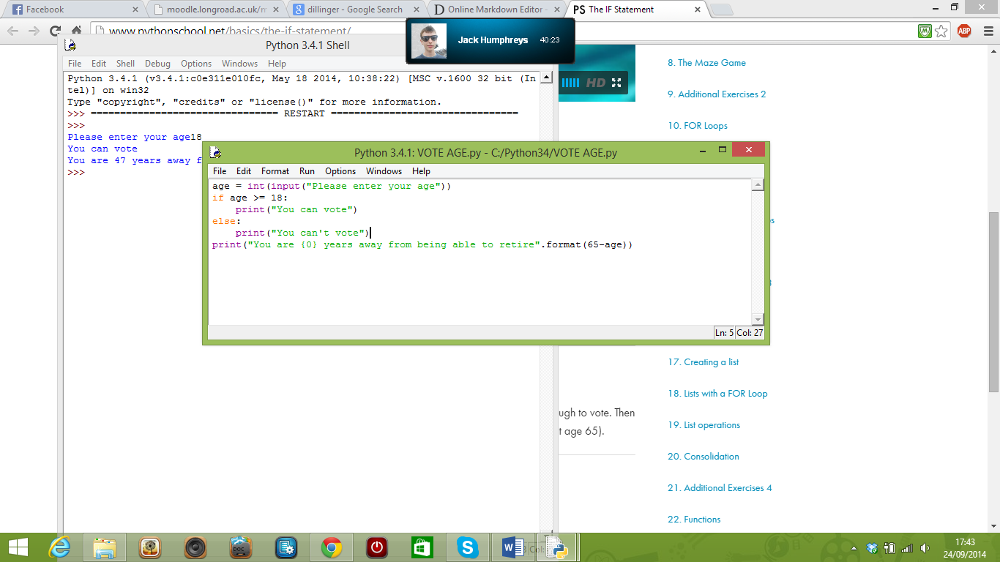 Facebook
moodle.longroad.ac.uk/m
dillinger - Google Search
Online Markdown Editor -
PS The IF Statement
www.pythonschool.net/basics/the-if-statement/
ABP
Jack Humphreys 40:23
Python 3.4.1 Shell
File Edit Shell Debug Options Windows Help
Python 3.4.1 (v3.4.1:c0e311e010fc, May 18 2014, 10:38:22) [MSC v.1600 32 bit (In
tel)] on win32
Type "copyright", "credits" or "license()" for more information.
>>> ================================ RESTART ================================
>>>
Please enter your age18
You can vote
You are 47 years away f
>>>
Python 3.4.1: VOTE AGE.py - C:/Python34/VOTE AGE.py
File Edit Format Run Options Windows Help
age = int(input("Please enter your age"))
if age >= 18:
    print("You can vote")
else:
    print("You can't vote")
print("You are {0} years away from being able to retire".format(65-age))
Ln: 5 Col: 27
HD
8. The Maze Game
9. Additional Exercises 2
10. FOR Loops
17. Creating a list
18. Lists with a FOR Loop
19. List operations
20. Consolidation
21. Additional Exercises 4
22. Functions
ugh to vote. Then
t age 65).
DOC
17:43
24/09/2014